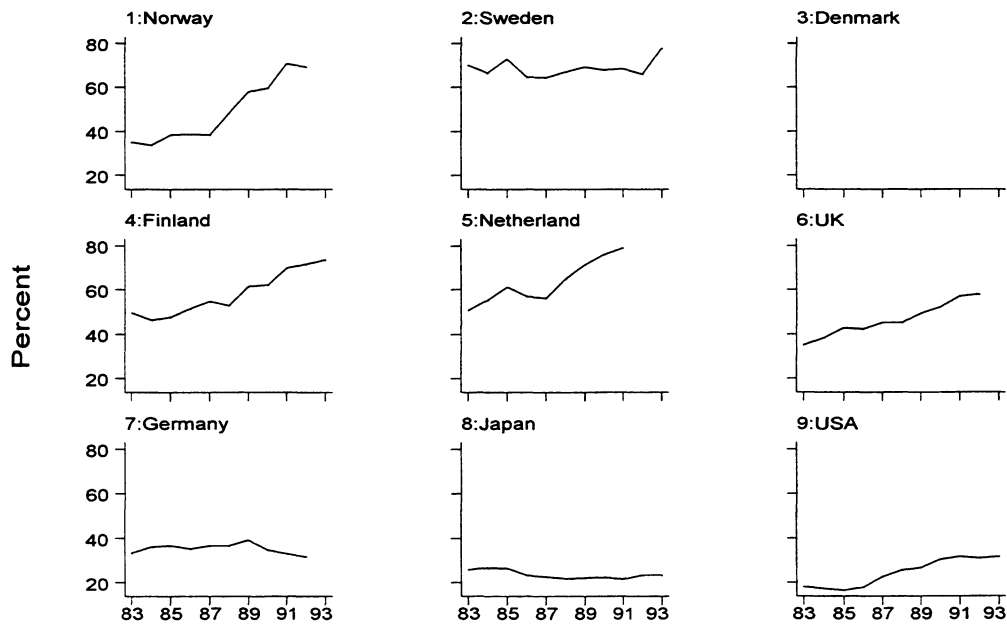 1:Norway 2:Sweden 3:Denmark
80
60
40
20
4:Finland 5:Netherland 6:UK
80
60
40
20
Percent
7:Germany 8:Japan 9:USA
80
60
40
20
83 85 87 89 91 93 83 85 87 89 91 93 83 85 87 89 91 93